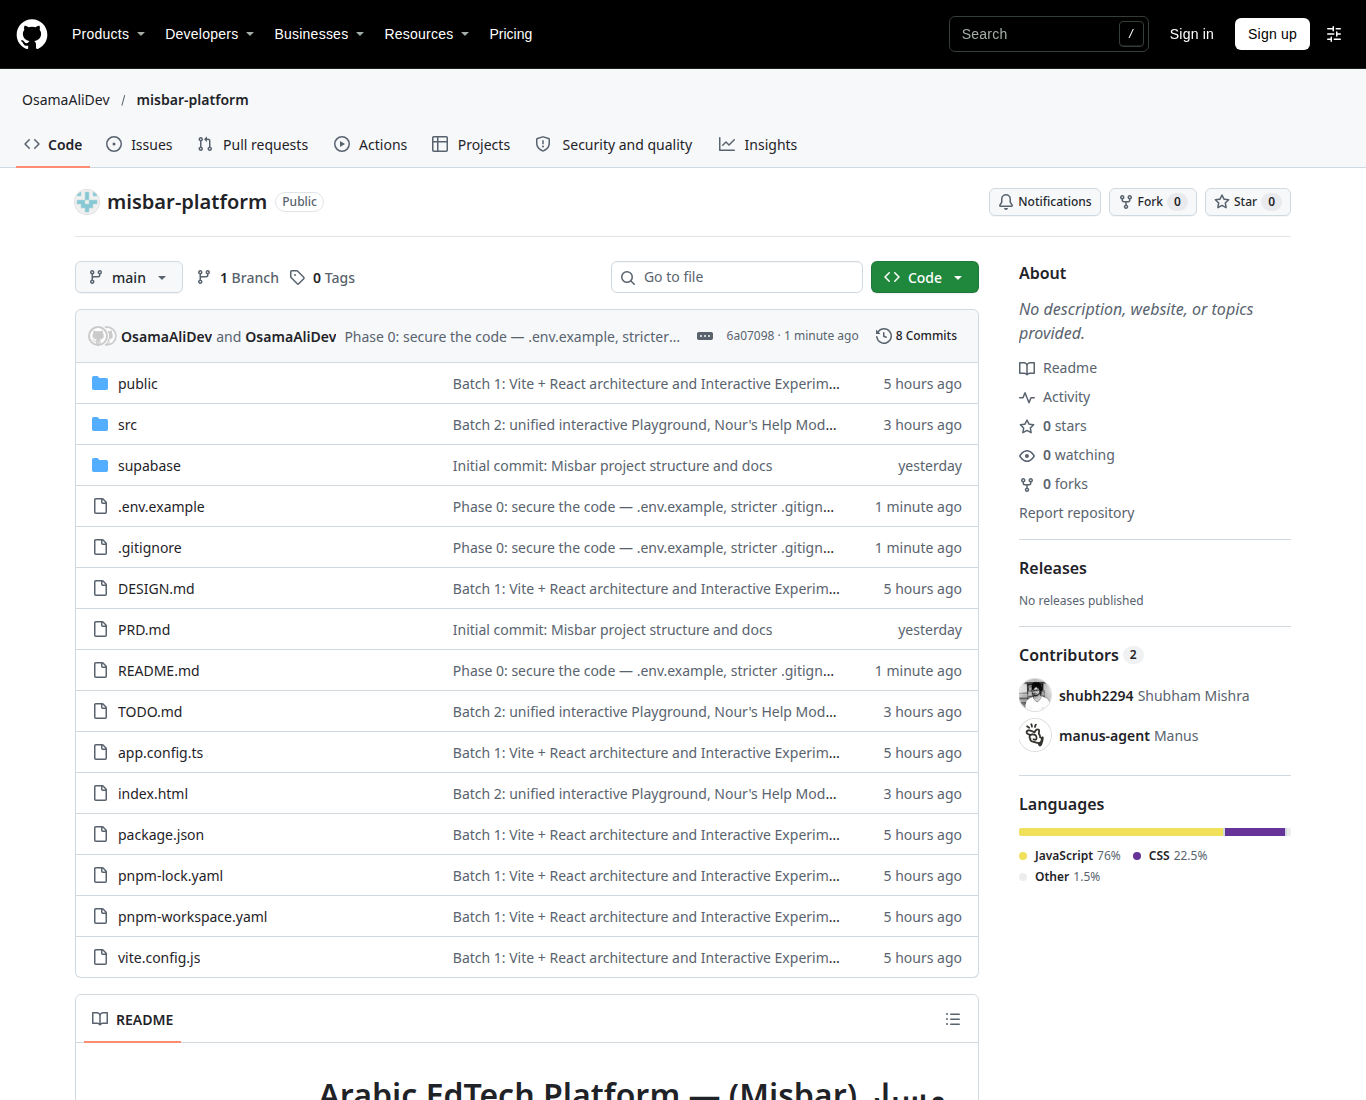 Products Developers Businesses Resources Pricing Search / Sign in Sign up
OsamaAliDev / misbar-platform
Code Issues Pull requests Actions Projects Security and quality Insights
misbar-platform Public Notifications Fork 0 Star 0
main 1 Branch 0 Tags Go to file Code
OsamaAliDev and OsamaAliDev Phase 0: secure the code — .env.example, stricter... 6a07098 · 1 minute ago 8 Commits
public Batch 1: Vite + React architecture and Interactive Experim... 5 hours ago
src Batch 2: unified interactive Playground, Nour's Help Mod... 3 hours ago
supabase Initial commit: Misbar project structure and docs yesterday
.env.example Phase 0: secure the code — .env.example, stricter .gitign... 1 minute ago
.gitignore Phase 0: secure the code — .env.example, stricter .gitign... 1 minute ago
DESIGN.md Batch 1: Vite + React architecture and Interactive Experim... 5 hours ago
PRD.md Initial commit: Misbar project structure and docs yesterday
README.md Phase 0: secure the code — .env.example, stricter .gitign... 1 minute ago
TODO.md Batch 2: unified interactive Playground, Nour's Help Mod... 3 hours ago
app.config.ts Batch 1: Vite + React architecture and Interactive Experim... 5 hours ago
index.html Batch 2: unified interactive Playground, Nour's Help Mod... 3 hours ago
package.json Batch 1: Vite + React architecture and Interactive Experim... 5 hours ago
pnpm-lock.yaml Batch 1: Vite + React architecture and Interactive Experim... 5 hours ago
pnpm-workspace.yaml Batch 1: Vite + React architecture and Interactive Experim... 5 hours ago
vite.config.js Batch 1: Vite + React architecture and Interactive Experim... 5 hours ago
README
Arabic EdTech Platform — (Misbar)
About
No description, website, or topics
provided.
Readme
Activity
0 stars
0 watching
0 forks
Report repository
Releases
No releases published
Contributors 2
shubh2294 Shubham Mishra
manus-agent Manus
Languages
JavaScript 76% CSS 22.5%
Other 1.5%